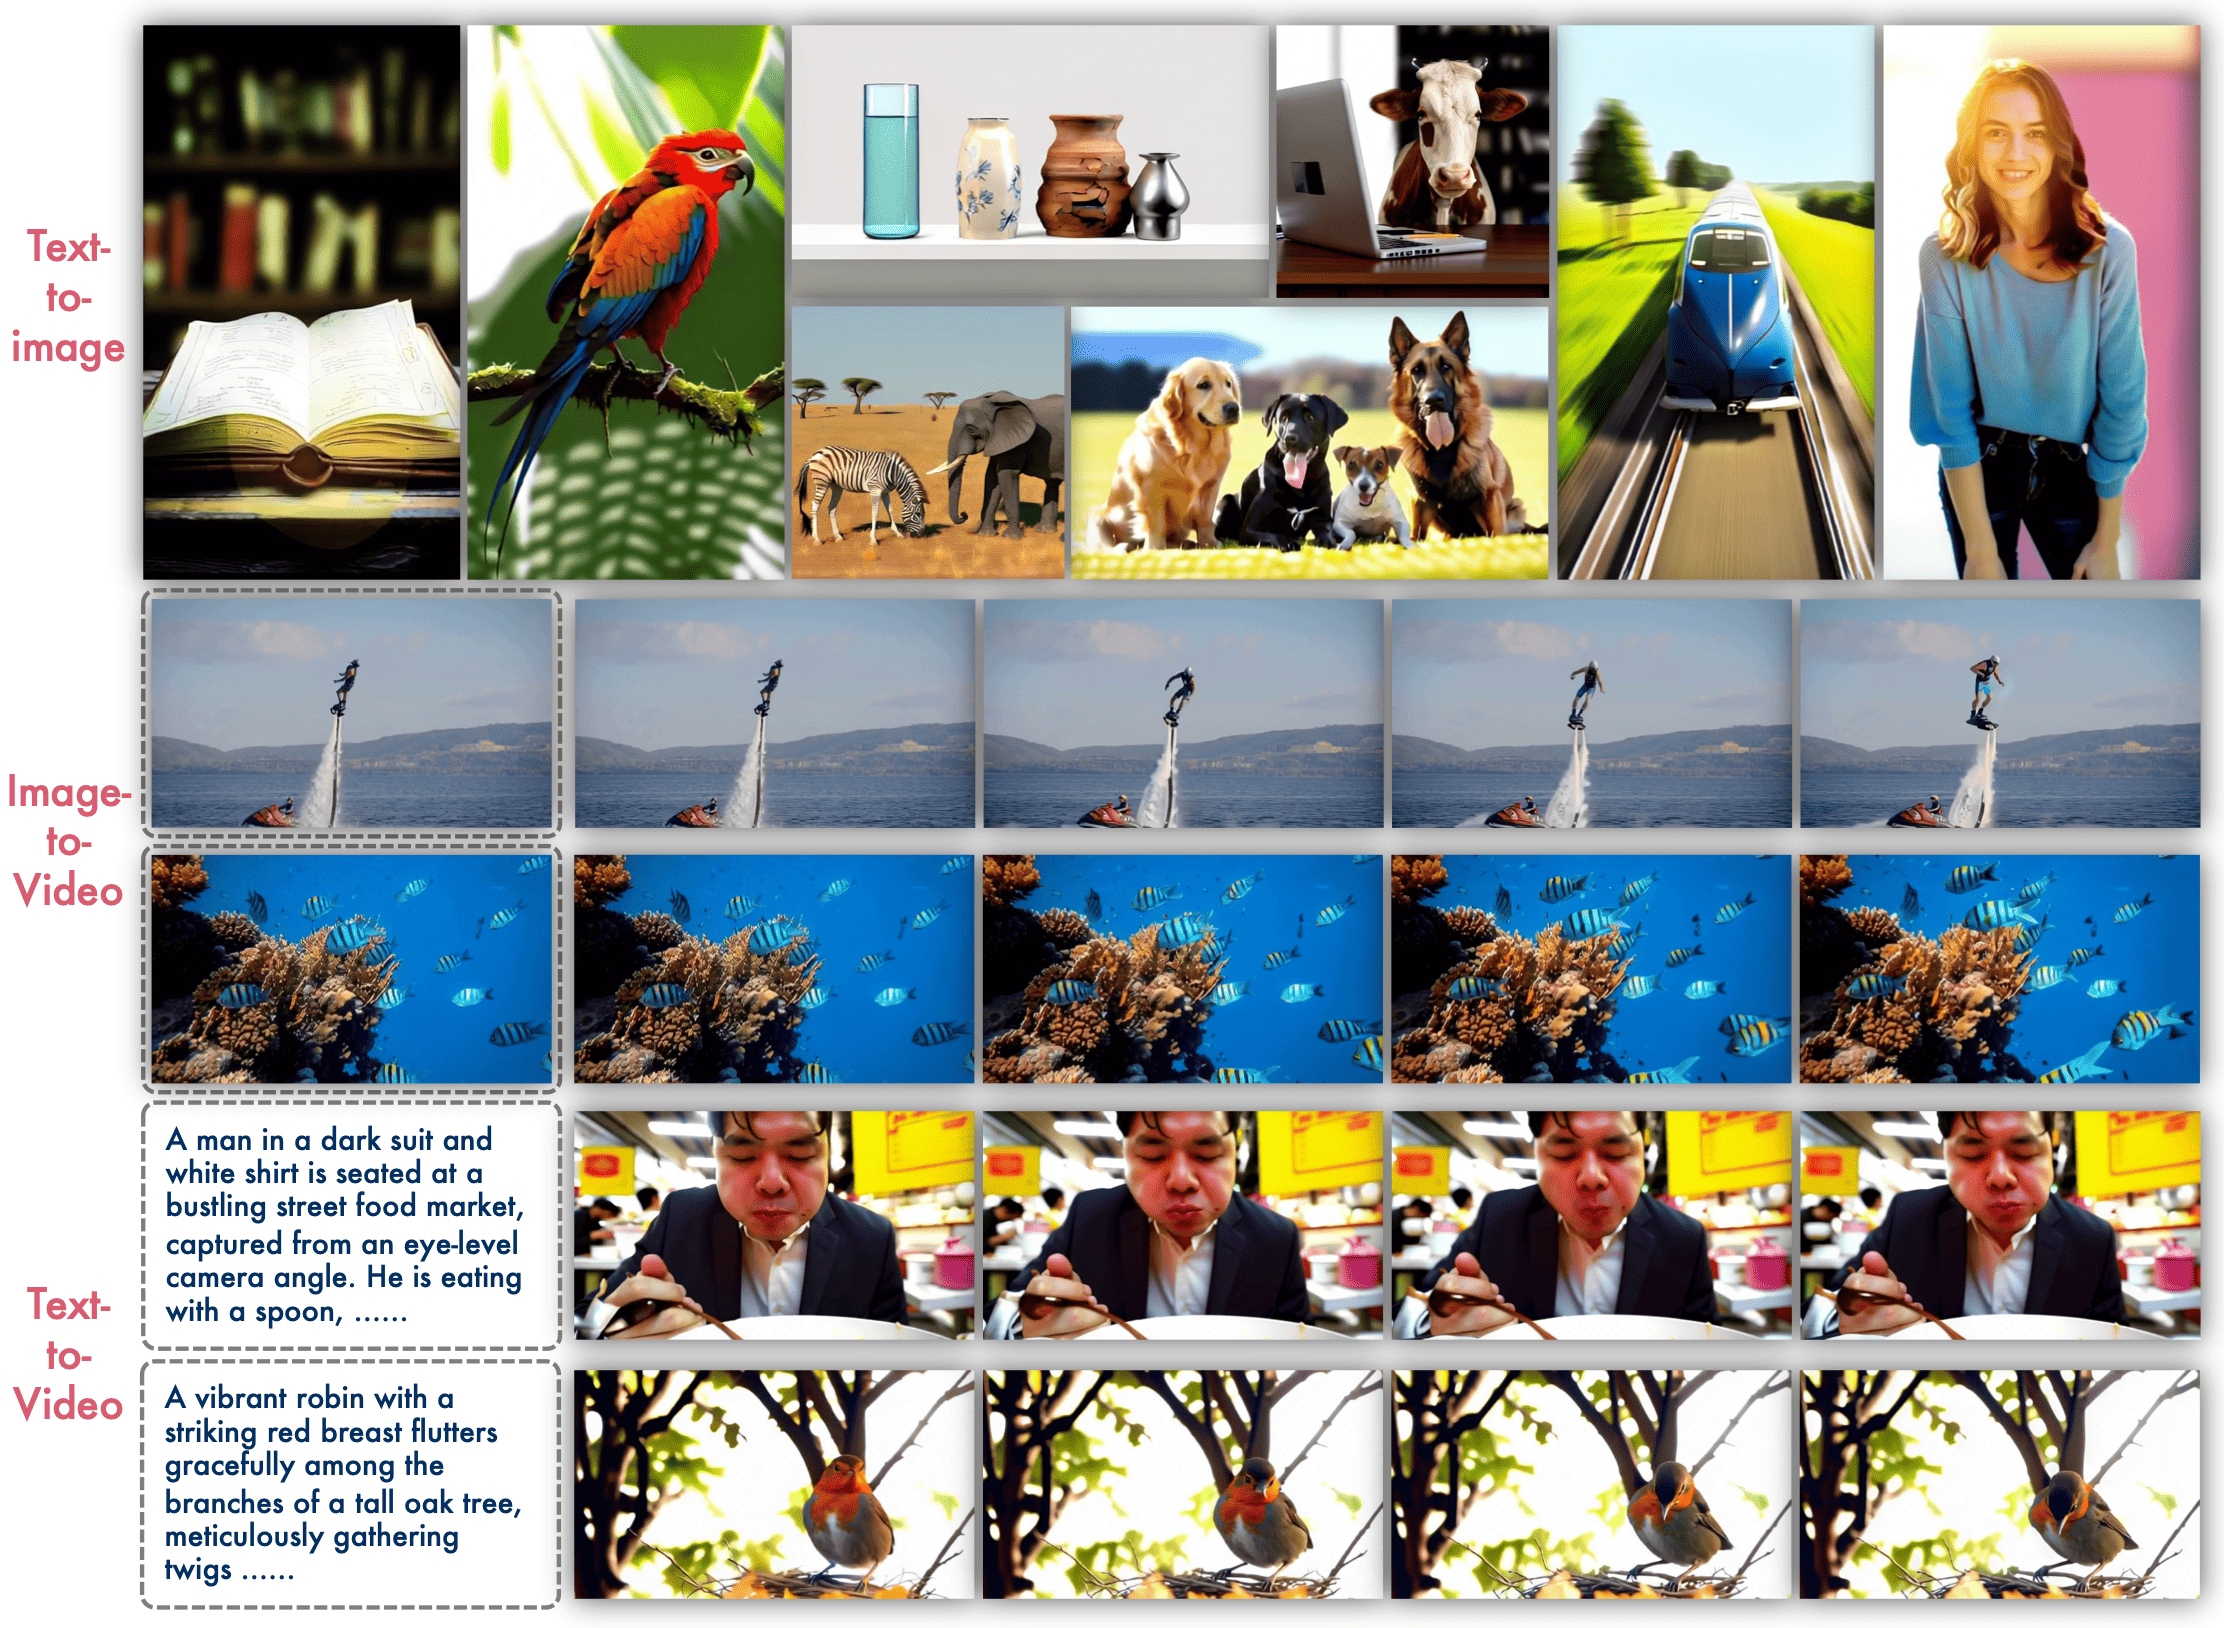 Text-
to-
image
Image-
to-
Video
Text-
to-
Video
A man in a dark suit and
white shirt is seated at a
bustling street food market,
captured from an eye-level
camera angle. He is eating
with a spoon, ......
A vibrant robin with a
striking red breast flutters
gracefully among the
branches of a tall oak tree,
meticulously gathering
twigs ......